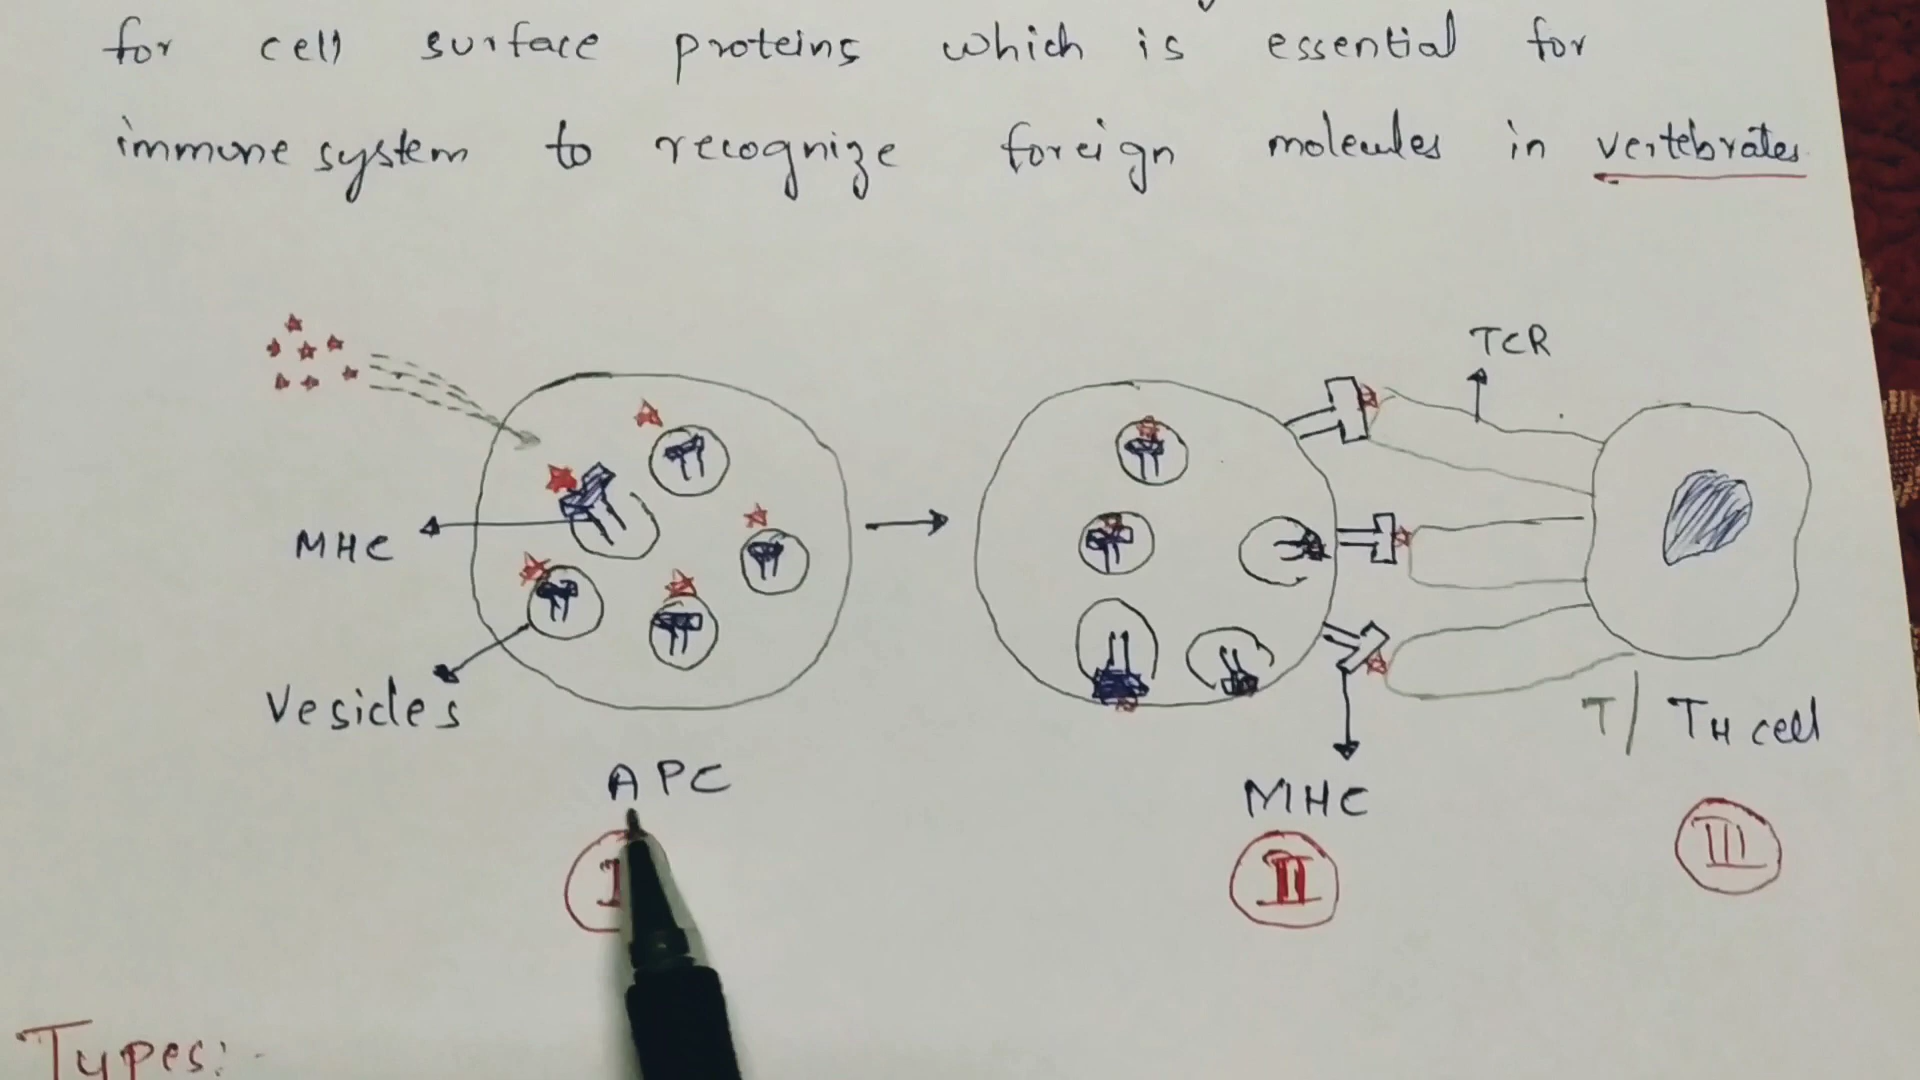 for cell surface proteins which is essential for
immune system to recognize foreign molecules in vertebrates
TCR
MHC
Vesicles
T/ TH cell
APC
MHC
I
II
III
Types:-